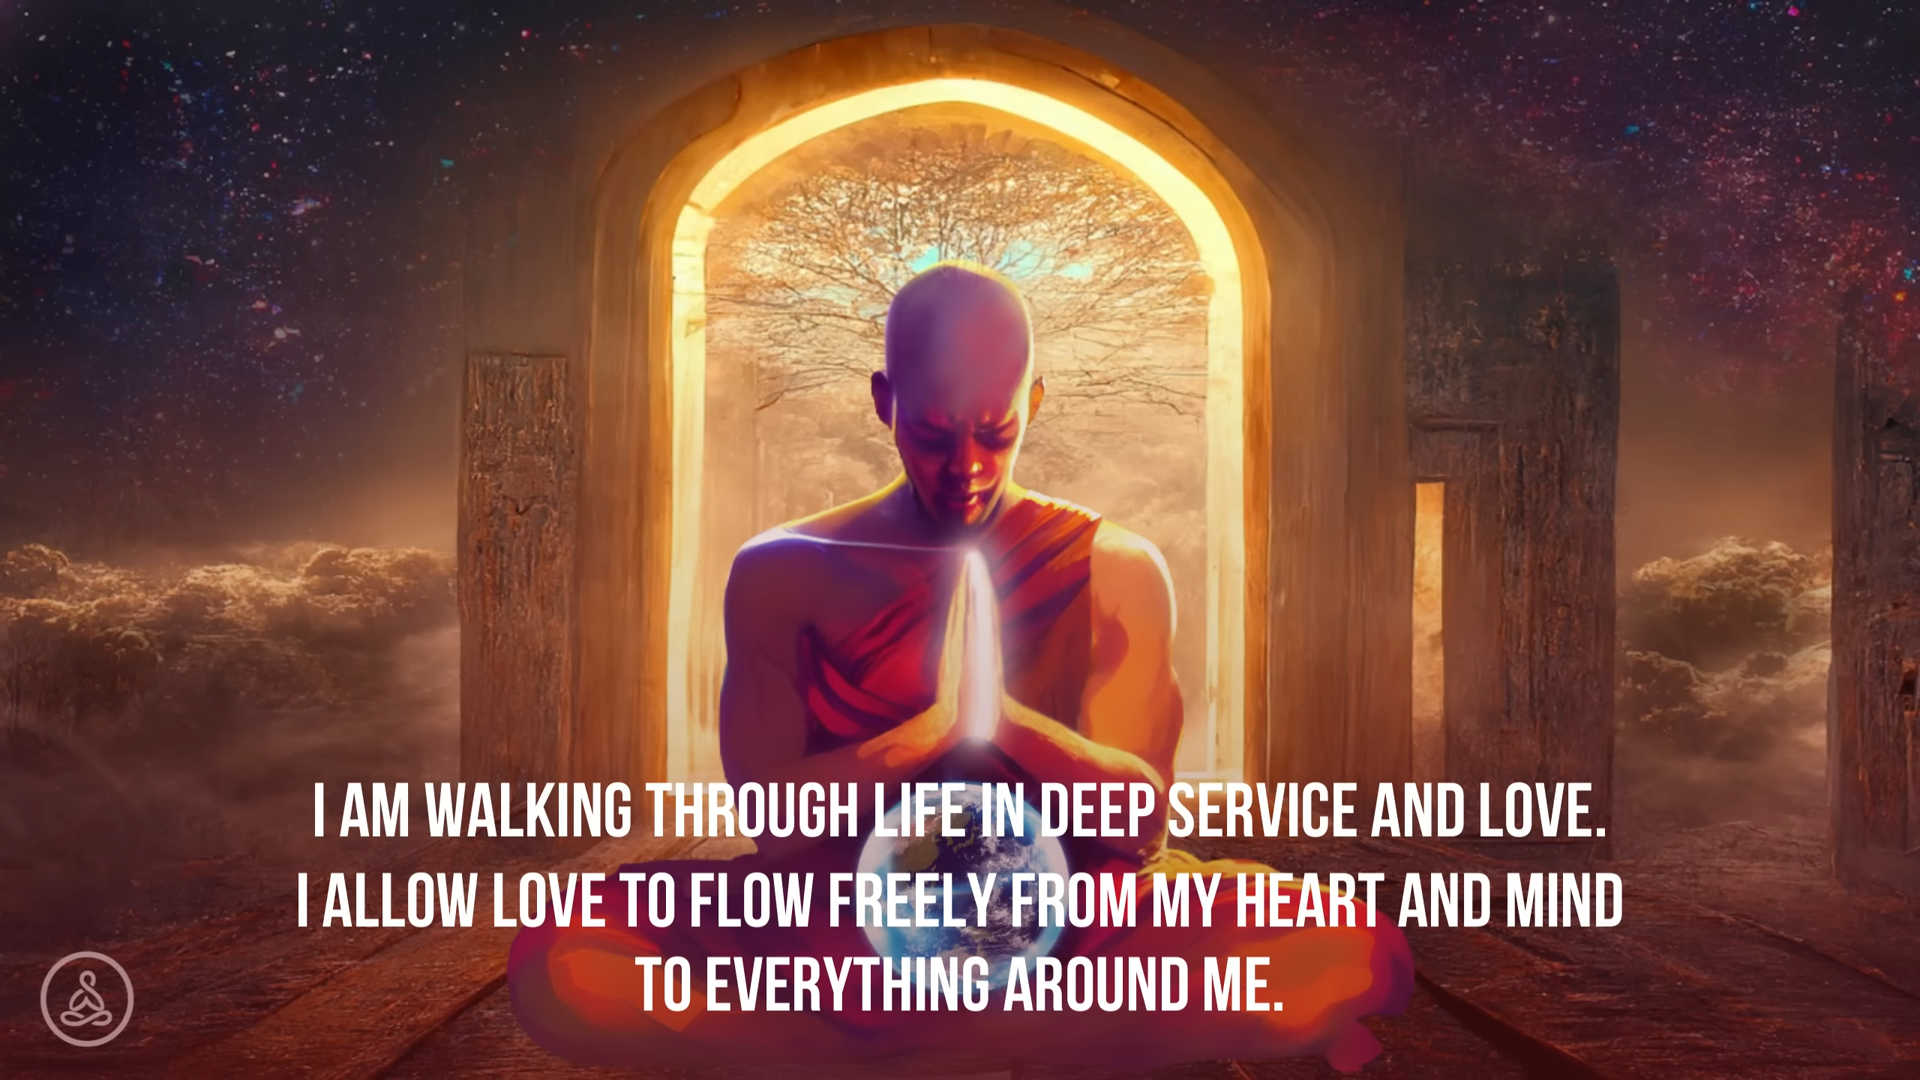 I AM WALKING THROUGH LIFE IN DEEP SERVICE AND LOVE.
I ALLOW LOVE TO FLOW FREELY FROM MY HEART AND MIND
TO EVERYTHING AROUND ME.